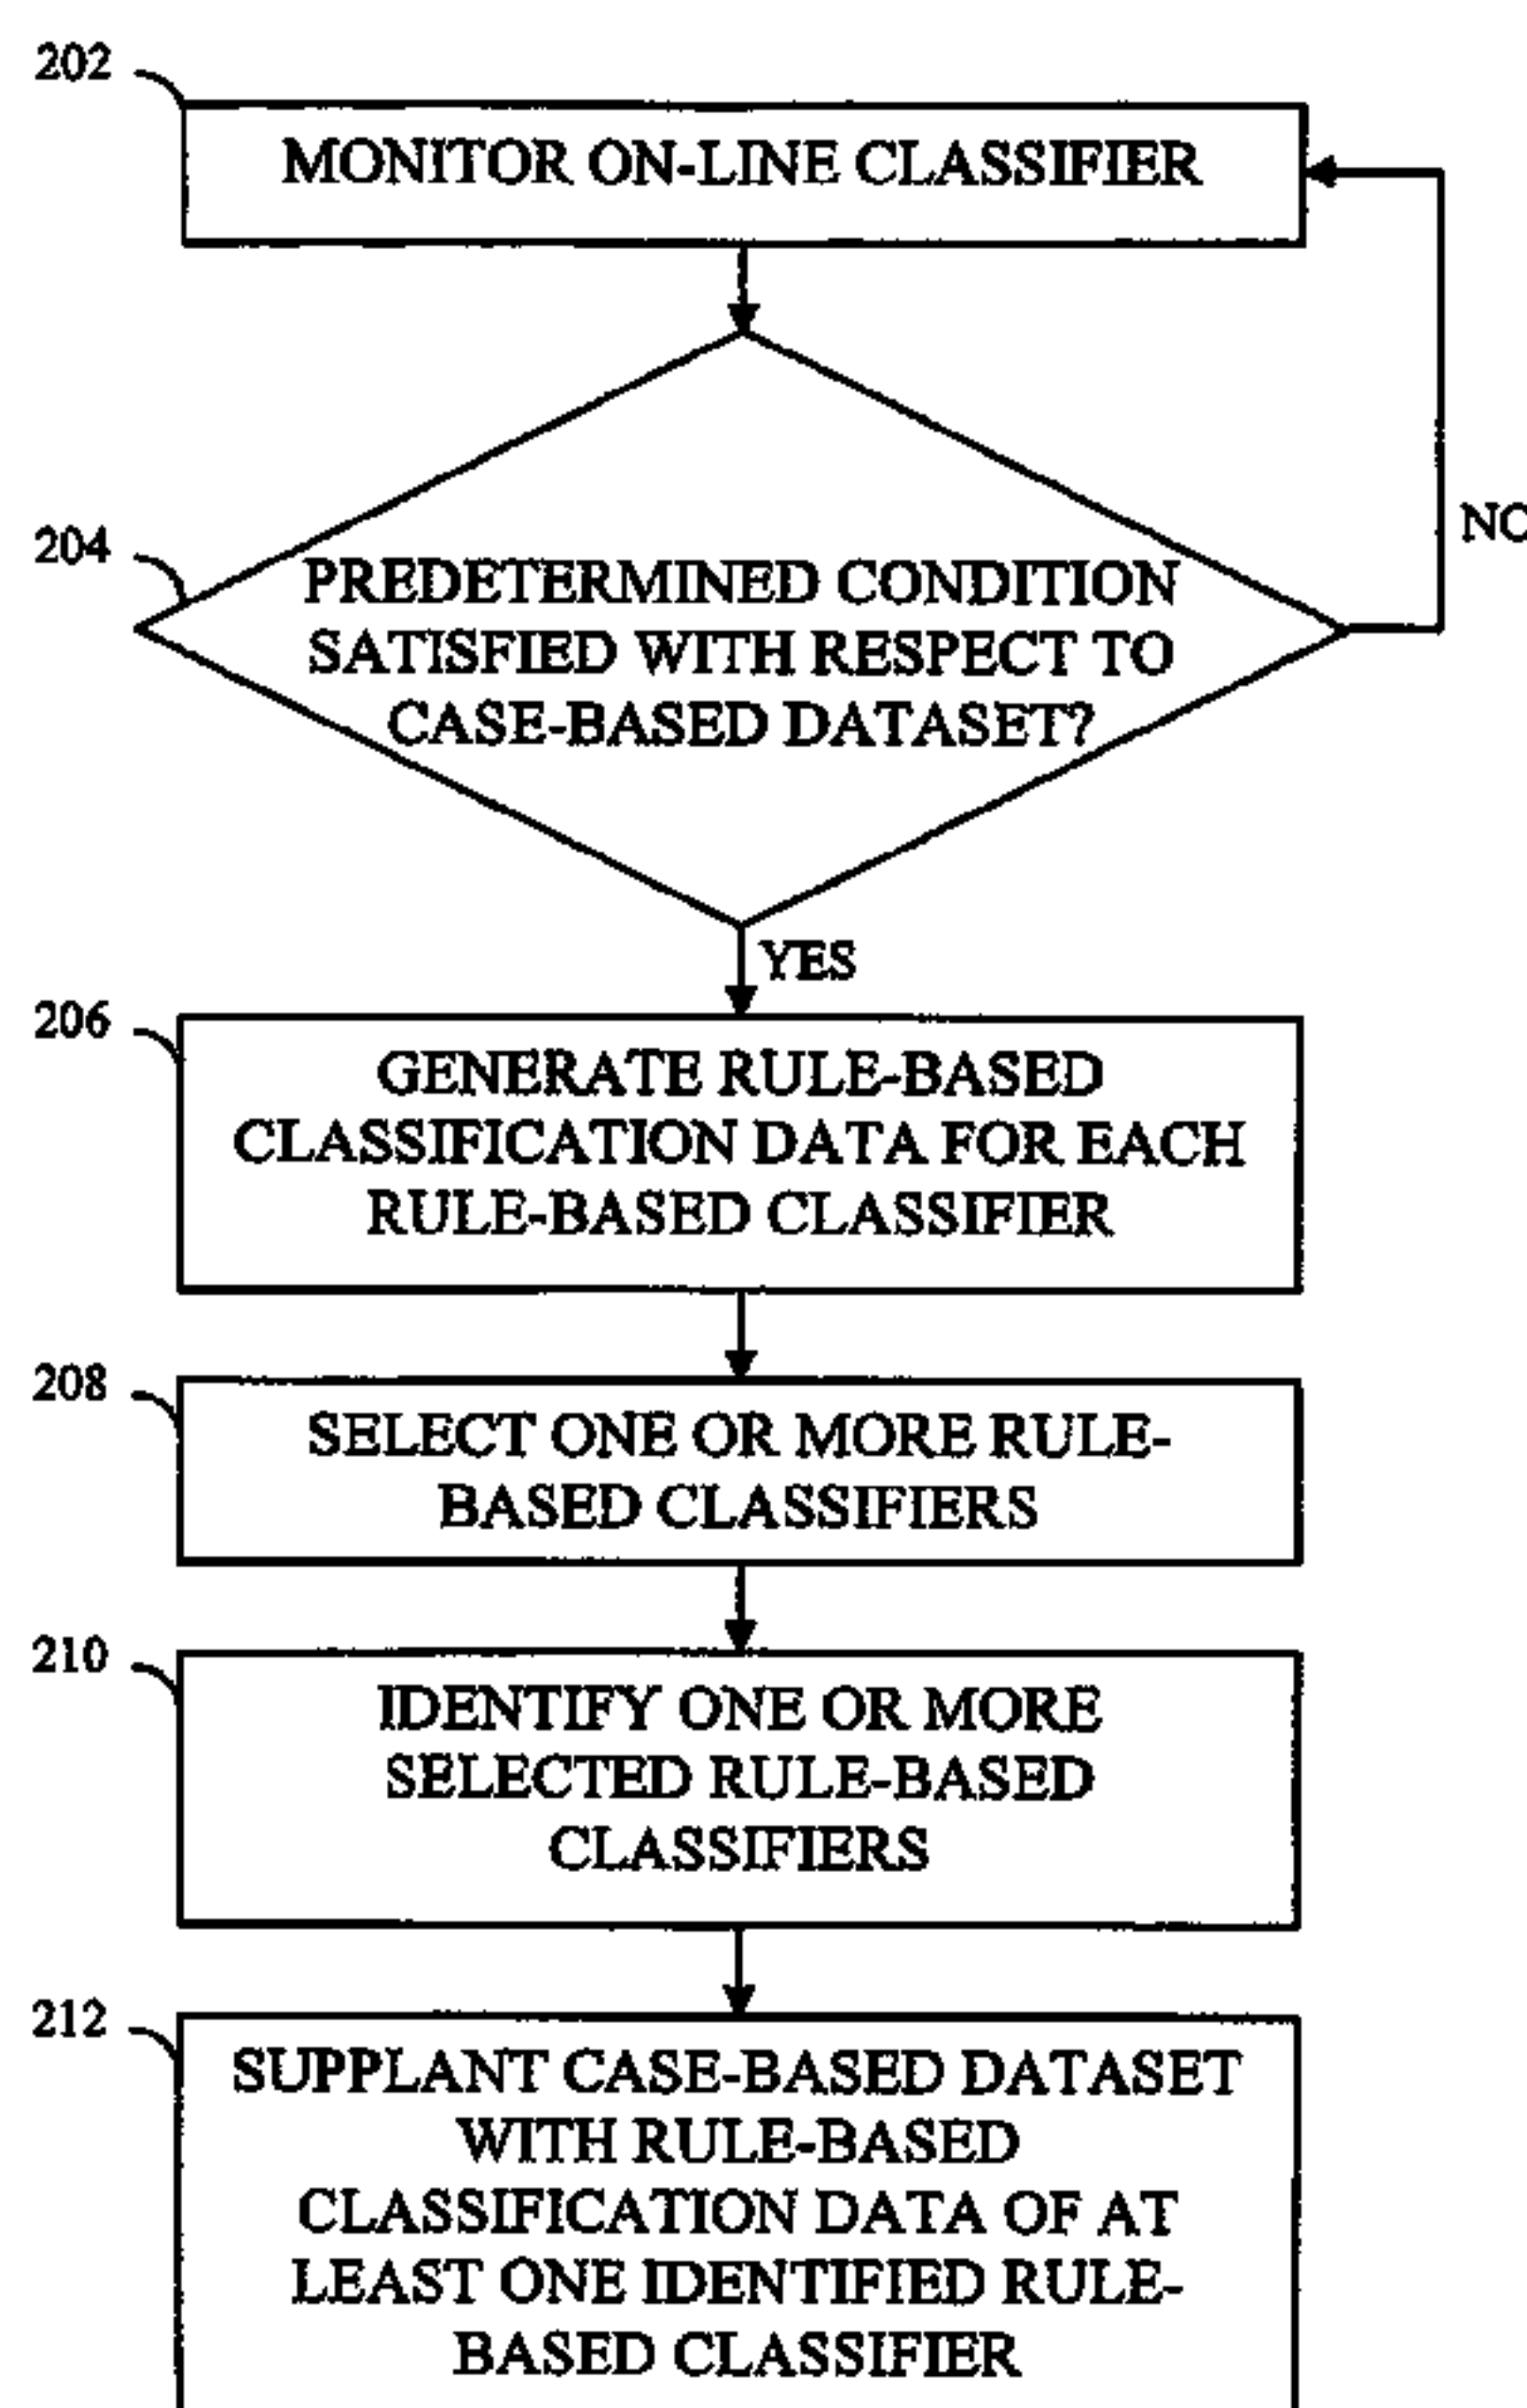 202
MONITOR ON-LINE CLASSIFIER
204
PREDETERMINED CONDITION
SATISFIED WITH RESPECT TO
CASE-BASED DATASET?
NO
YES
206
GENERATE RULE-BASED
CLASSIFICATION DATA FOR EACH
RULE-BASED CLASSIFIER
208
SELECT ONE OR MORE RULE-
BASED CLASSIFIERS
210
IDENTIFY ONE OR MORE
SELECTED RULE-BASED
CLASSIFIERS
212
SUPPLANT CASE-BASED DATASET
WITH RULE-BASED
CLASSIFICATION DATA OF AT
LEAST ONE IDENTIFIED RULE-
BASED CLASSIFIER